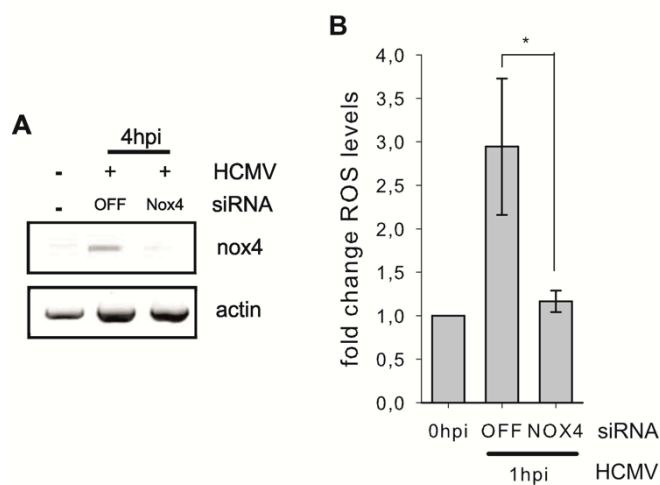 A
4hpi
- + + HCMV
- OFF Nox4 siRNA
nox4
actin
B
*
fold change ROS levels
4,0
3,5
3,0
2,5
2,0
1,5
1,0
0,5
0,0
0hpi OFF NOX4 siRNA
1hpi HCMV